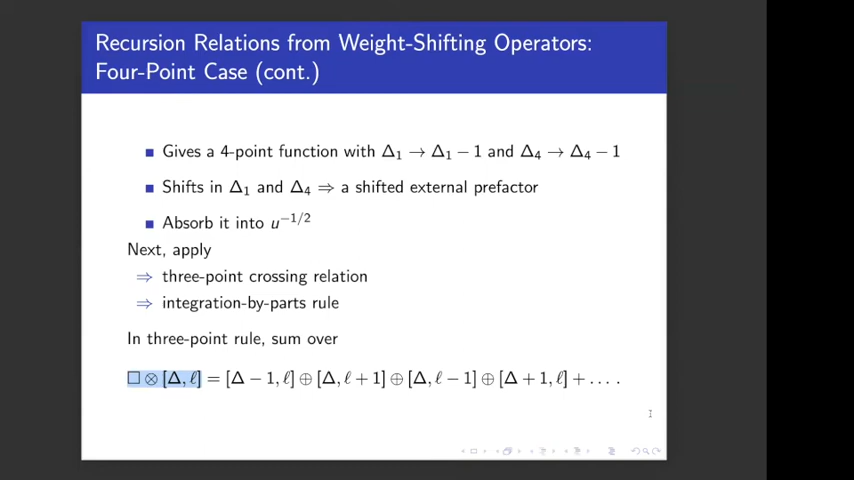 Recursion Relations from Weight-Shifting Operators:
Four-Point Case (cont.)
Gives a 4-point function with Δ₁ → Δ₁ − 1 and Δ₄ → Δ₄ − 1
Shifts in Δ₁ and Δ₄ ⇒ a shifted external prefactor
Absorb it into u^{−1/2}
Next, apply
⇒ three-point crossing relation
⇒ integration-by-parts rule
In three-point rule, sum over
□ ⊗ [Δ, ℓ] = [Δ − 1, ℓ] ⊕ [Δ, ℓ + 1] ⊕ [Δ, ℓ − 1] ⊕ [Δ + 1, ℓ] + … .